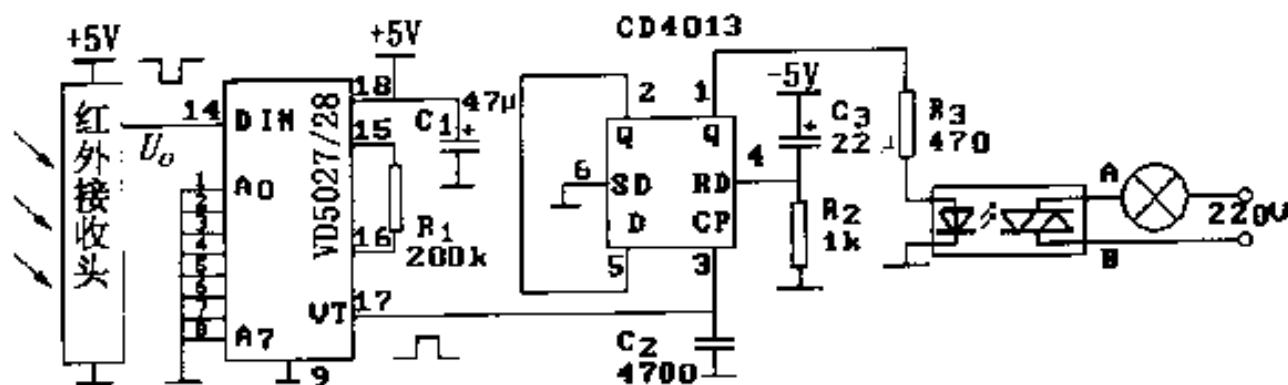 +5V
红外接收头
14
U₀
DIN
1
2
3
4
5
6
7
8
A0
A7
VD5027/28
9
+5V
18
15
16
17
VT
C1
+
47μ
R1
200k
CD4013
2
1
Q
Q
6
SD
RD
4
D
CP
5
3
-5V
+
C3
22
R2
1k
R3
470
C2
4700
A
B
220V